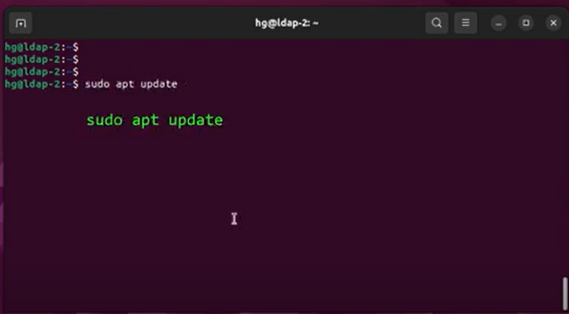 hg@ldap-2: ~
hg@ldap-2:~$
hg@ldap-2:~$
hg@ldap-2:~$
hg@ldap-2:~$ sudo apt update
sudo apt update